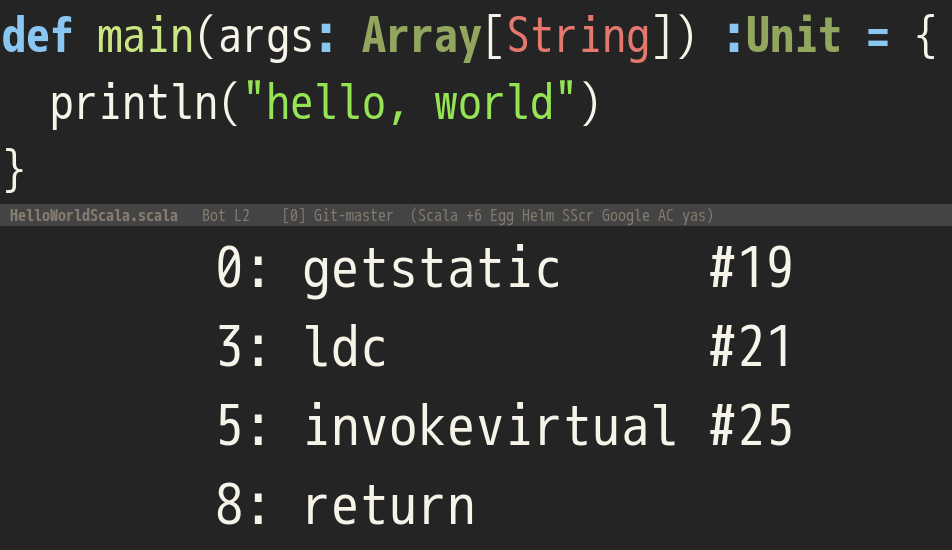 def main(args: Array[String]) :Unit = {
  println("hello, world")
}
HelloWorldScala.scala   Bot L2    [0] Git-master  (Scala +6 Egg Helm SScr Google AC yas)
0: getstatic     #19
3: ldc           #21
5: invokevirtual #25
8: return